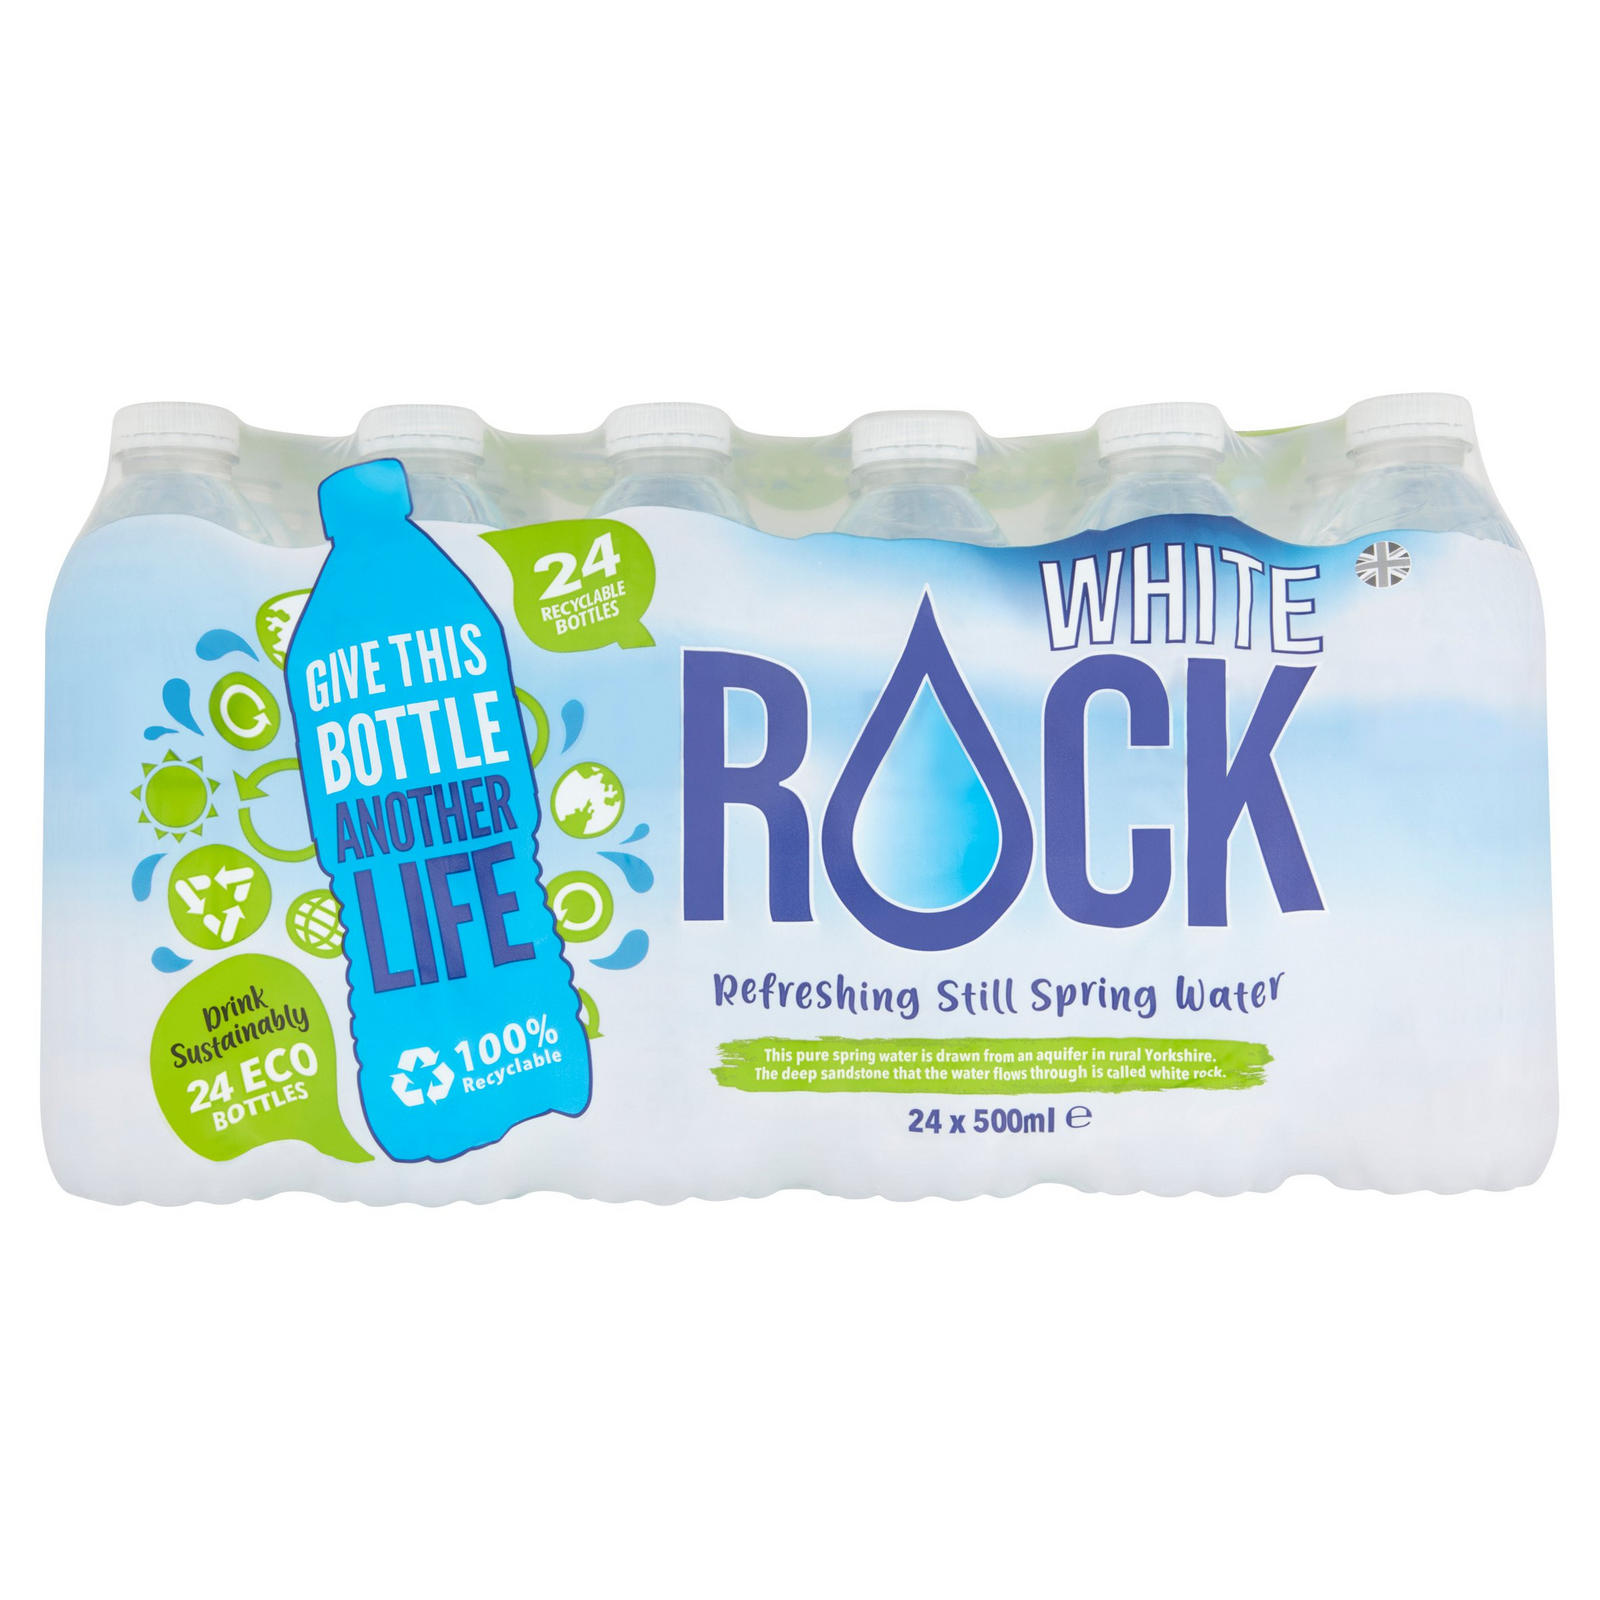 GIVE THIS
BOTTLE
ANOTHER
LIFE
100%
Recyclable
24
RECYCLABLE
BOTTLES
Drink
Sustainably
24 ECO
BOTTLES
WHITE
ROCK
Refreshing Still Spring Water
This pure spring water is drawn from an aquifer in rural Yorkshire.
The deep sandstone that the water flows through is called white rock.
24 x 500ml ℮